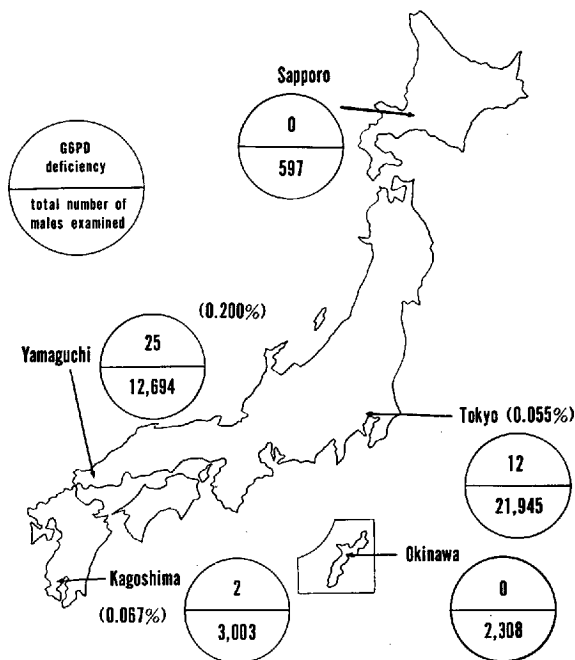 Sapporo
0
597
G6PD
deficiency
total number of
males examined
(0.200%)
25
12,694
Yamaguchi
Tokyo (0.055%)
12
21,945
Okinawa
0
2,308
Kagoshima
(0.067%)
2
3,003